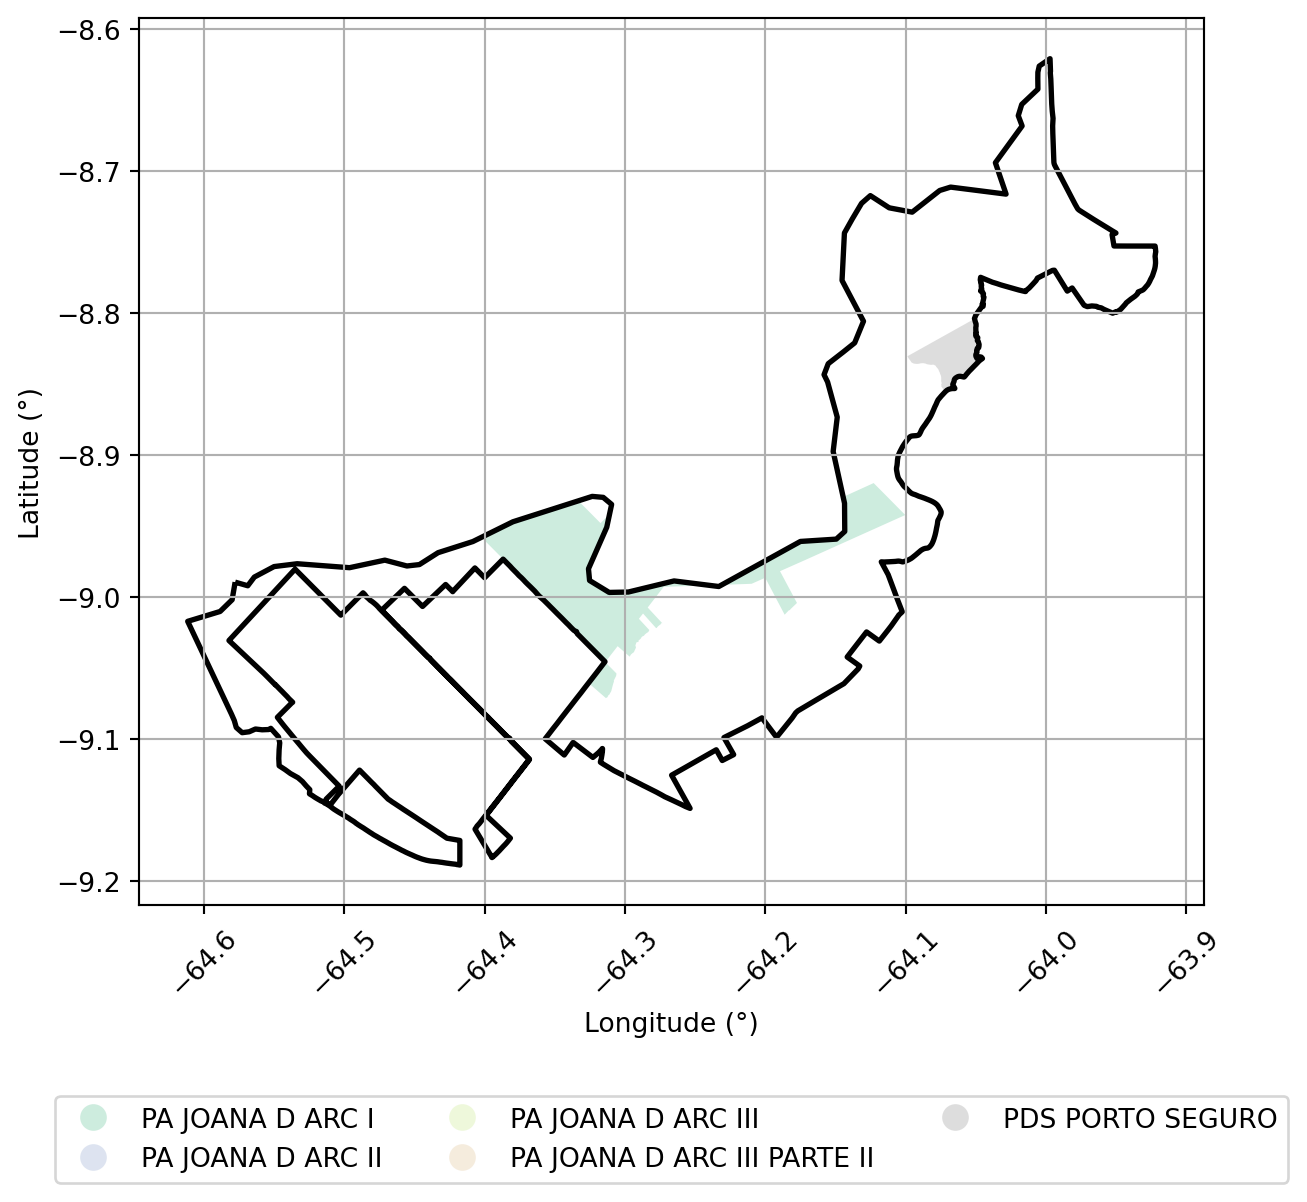 −8.6
−8.7
−8.8
−8.9
−9.0
−9.1
−9.2
Latitude (°)
−64.6
−64.5
−64.4
−64.3
−64.2
−64.1
−64.0
−63.9
Longitude (°)
PA JOANA D ARC I
PA JOANA D ARC II
PA JOANA D ARC III
PA JOANA D ARC III PARTE II
PDS PORTO SEGURO